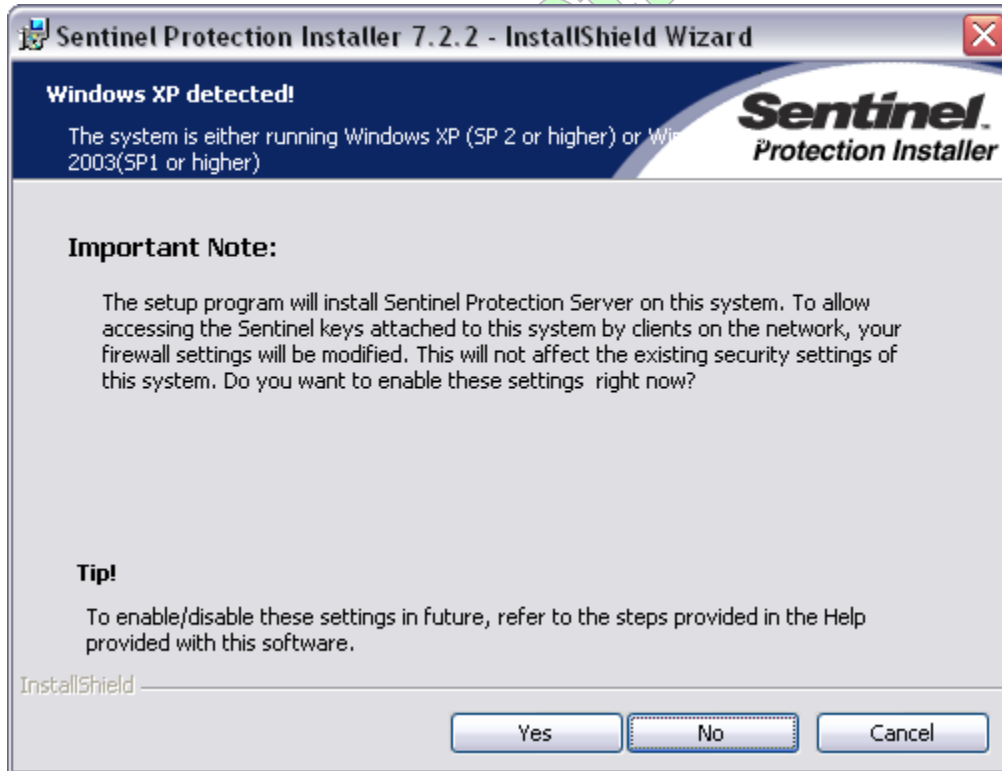 Sentinel Protection Installer 7.2.2 - InstallShield Wizard
Windows XP detected!
The system is either running Windows XP (SP 2 or higher) or
2003(SP1 or higher)
Sentinel.
Protection Installer
Important Note:
The setup program will install Sentinel Protection Server on this system. To allow
accessing the Sentinel keys attached to this system by clients on the network, your
firewall settings will be modified. This will not affect the existing security settings of
this system. Do you want to enable these settings  right now?
Tip!
To enable/disable these settings in future, refer to the steps provided in the Help
provided with this software.
InstallShield
Yes
No
Cancel